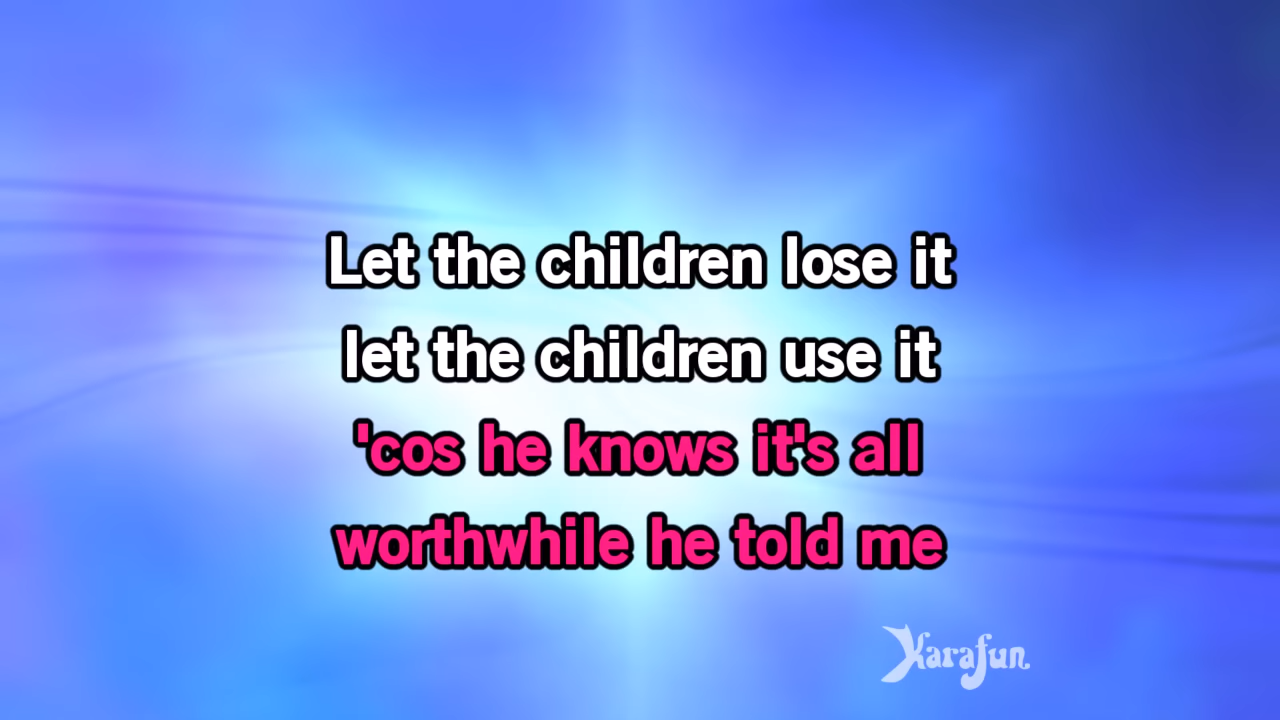 Let the children lose it
let the children use it
'cos he knows it's all
worthwhile he told me
Karafun